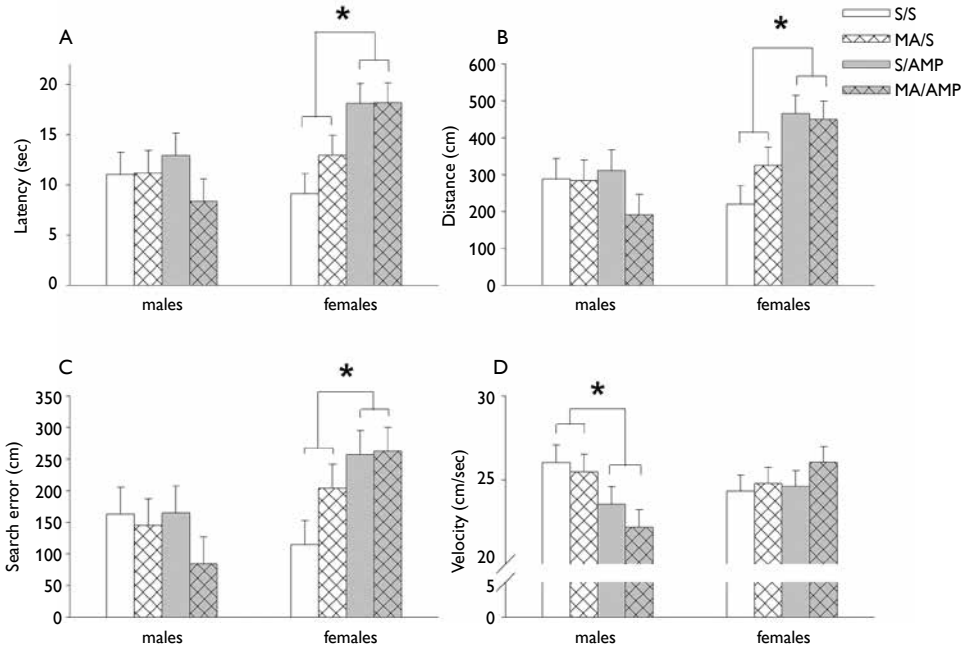 S/S
MA/S
S/AMP
MA/AMP
A
*
Latency (sec)
20
15
10
5
0
males
females
B
*
Distance (cm)
600
500
400
300
200
100
0
males
females
C
*
Search error (cm)
350
300
250
200
150
100
50
0
males
females
D
*
Velocity (cm/sec)
30
25
20
5
0
males
females